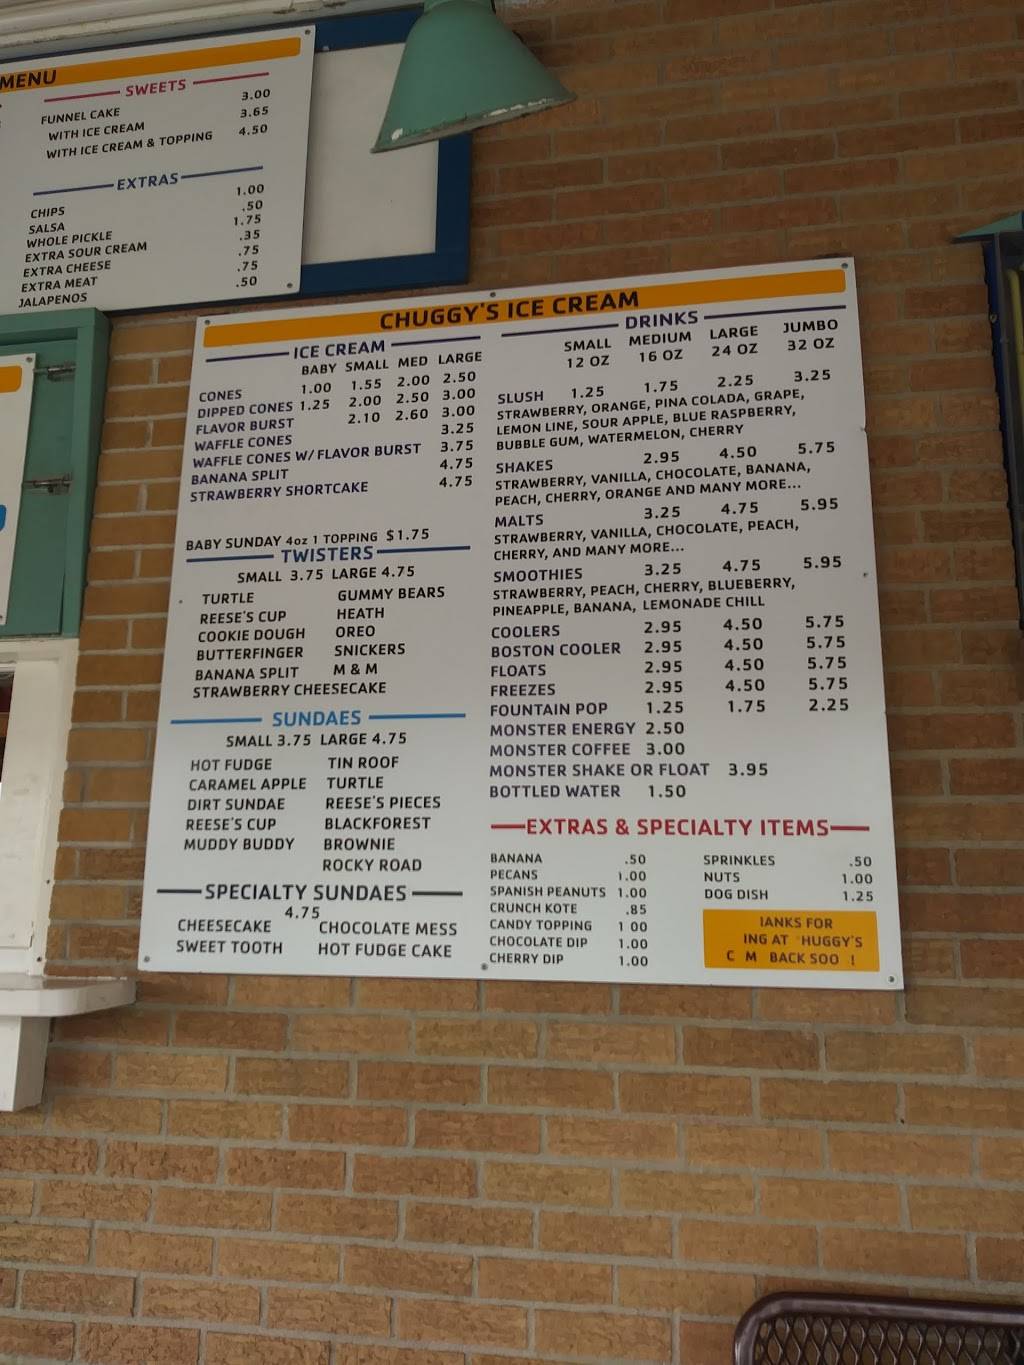 MENU
SWEETS
FUNNEL CAKE 3.00
WITH ICE CREAM 3.65
WITH ICE CREAM & TOPPING 4.50
EXTRAS
CHIPS 1.00
SALSA .50
WHOLE PICKLE 1.75
EXTRA SOUR CREAM .35
EXTRA CHEESE .75
EXTRA MEAT .75
JALAPENOS .50
CHUGGY'S ICE CREAM
ICE CREAM
BABY SMALL MED LARGE
CONES 1.00 1.55 2.00 2.50
DIPPED CONES 1.25 2.00 2.50 3.00
FLAVOR BURST 2.10 2.60 3.00
WAFFLE CONES 3.25
WAFFLE CONES W/ FLAVOR BURST 3.75
BANANA SPLIT 4.75
STRAWBERRY SHORTCAKE 4.75
BABY SUNDAY 4oz 1 TOPPING $1.75
TWISTERS
SMALL 3.75 LARGE 4.75
TURTLE GUMMY BEARS
REESE'S CUP HEATH
COOKIE DOUGH OREO
BUTTERFINGER SNICKERS
BANANA SPLIT M & M
STRAWBERRY CHEESECAKE
SUNDAES
SMALL 3.75 LARGE 4.75
HOT FUDGE TIN ROOF
CARAMEL APPLE TURTLE
DIRT SUNDAE REESE'S PIECES
REESE'S CUP BLACKFOREST
MUDDY BUDDY BROWNIE
ROCKY ROAD
SPECIALTY SUNDAES
4.75
CHEESECAKE CHOCOLATE MESS
SWEET TOOTH HOT FUDGE CAKE
DRINKS
SMALL MEDIUM LARGE JUMBO
12 OZ 16 OZ 24 OZ 32 OZ
SLUSH 1.25 1.75 2.25 3.25
STRAWBERRY, ORANGE, PINA COLADA, GRAPE,
LEMON LINE, SOUR APPLE, BLUE RASPBERRY,
BUBBLE GUM, WATERMELON, CHERRY
SHAKES 2.95 4.50 5.75
STRAWBERRY, VANILLA, CHOCOLATE, BANANA,
PEACH, CHERRY, ORANGE AND MANY MORE...
MALTS 3.25 4.75 5.95
STRAWBERRY, VANILLA, CHOCOLATE, PEACH,
CHERRY, AND MANY MORE...
SMOOTHIES 3.25 4.75 5.95
STRAWBERRY, PEACH, CHERRY, BLUEBERRY,
PINEAPPLE, BANANA, LEMONADE CHILL
COOLERS 2.95 4.50 5.75
BOSTON COOLER 2.95 4.50 5.75
FLOATS 2.95 4.50 5.75
FREEZES 2.95 4.50 5.75
FOUNTAIN POP 1.25 1.75 2.25
MONSTER ENERGY 2.50
MONSTER COFFEE 3.00
MONSTER SHAKE OR FLOAT 3.95
BOTTLED WATER 1.50
EXTRAS & SPECIALTY ITEMS
BANANA .50
PECANS 1.00
SPANISH PEANUTS 1.00
CRUNCH KOTE .85
CANDY TOPPING 1 00
CHOCOLATE DIP 1.00
CHERRY DIP 1.00
SPRINKLES .50
NUTS 1.00
DOG DISH 1.25
IANKS FOR
ING AT HUGGY'S
C M BACK SOO !